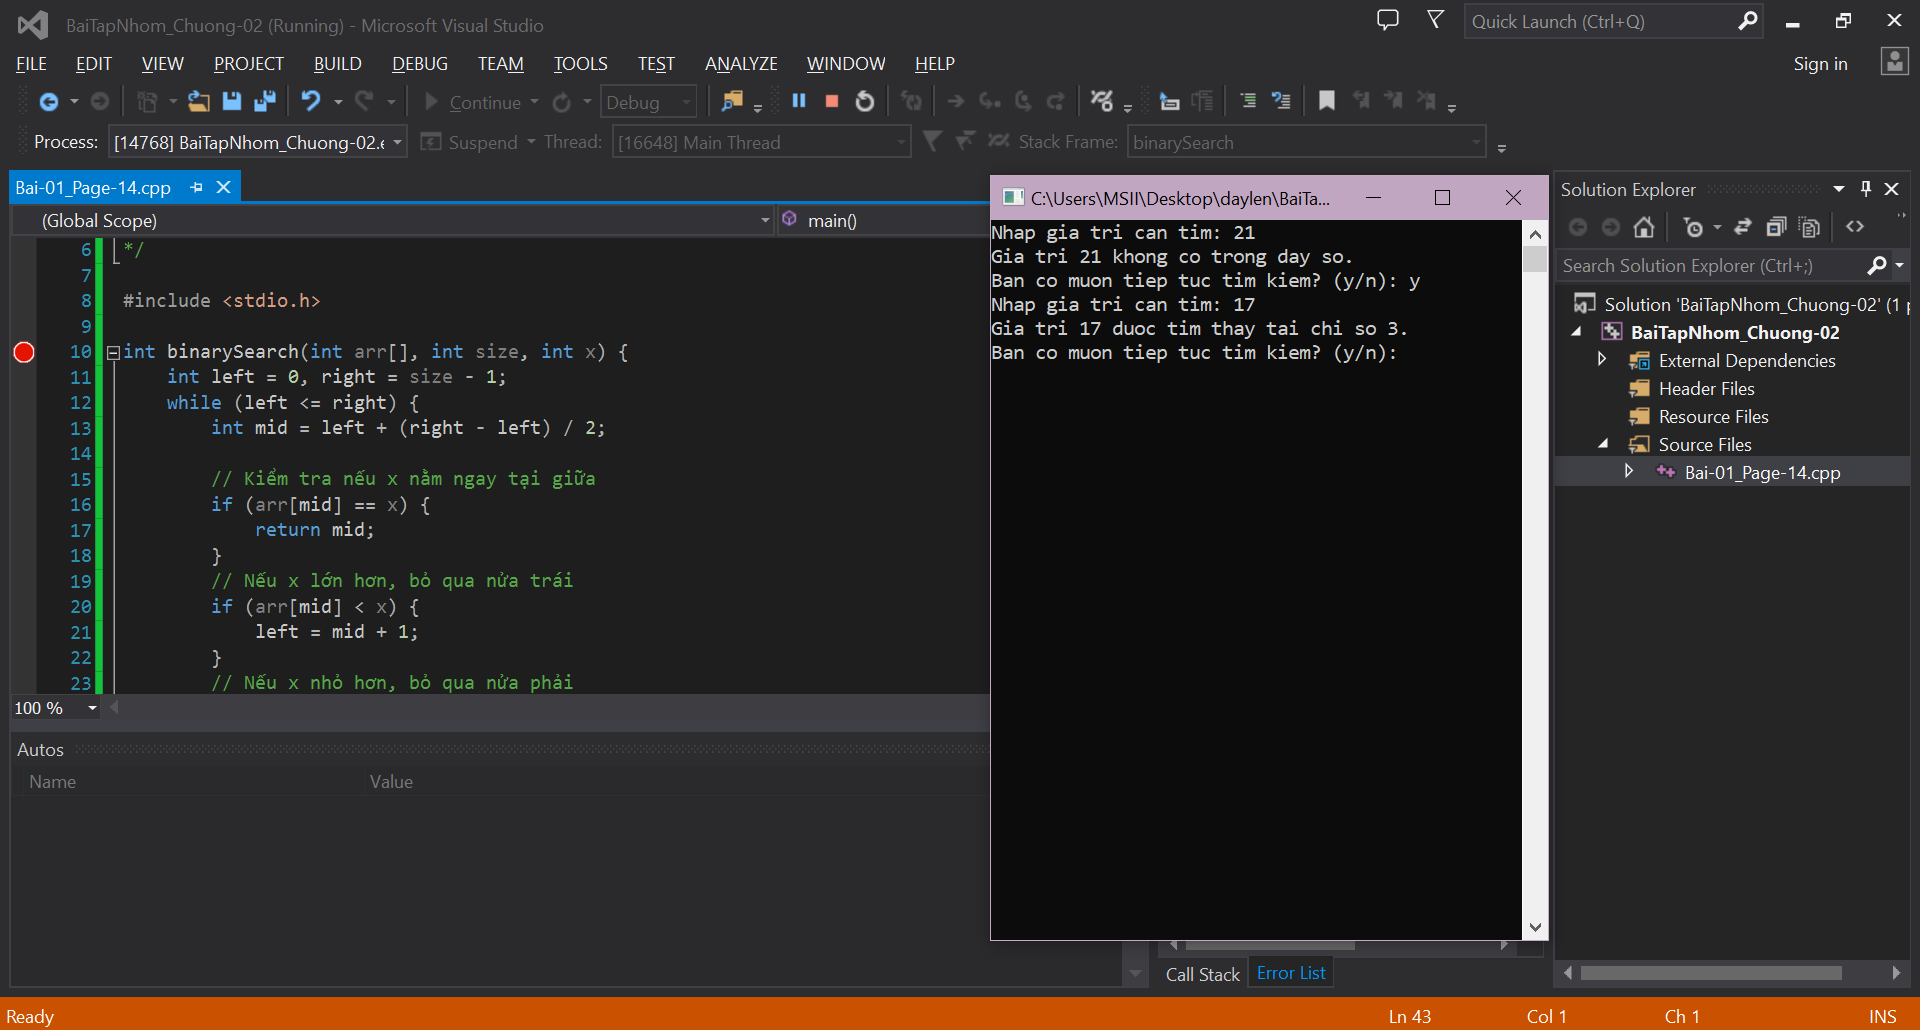 BaiTapNhom_Chuong-02 (Running) - Microsoft Visual Studio
Quick Launch (Ctrl+Q)
FILE EDIT VIEW PROJECT BUILD DEBUG TEAM TOOLS TEST ANALYZE WINDOW HELP
Sign in
Continue Debug
Process: [14768] BaiTapNhom_Chuong-02.e Suspend Thread: [16648] Main Thread Stack Frame: binarySearch
Bai-01_Page-14.cpp
(Global Scope) main()
6 */
7
8 #include <stdio.h>
9
10 int binarySearch(int arr[], int size, int x) {
11 int left = 0, right = size - 1;
12 while (left <= right) {
13 int mid = left + (right - left) / 2;
14
15 // Kiểm tra nếu x nằm ngay tại giữa
16 if (arr[mid] == x) {
17 return mid;
18 }
19 // Nếu x lớn hơn, bỏ qua nửa trái
20 if (arr[mid] < x) {
21 left = mid + 1;
22 }
23 // Nếu x nhỏ hơn, bỏ qua nửa phải
100 %
Autos
Name Value
C:\Users\MSII\Desktop\daylen\BaiTa...
Nhap gia tri can tim: 21
Gia tri 21 khong co trong day so.
Ban co muon tiep tuc tim kiem? (y/n): y
Nhap gia tri can tim: 17
Gia tri 17 duoc tim thay tai chi so 3.
Ban co muon tiep tuc tim kiem? (y/n):
Call Stack Error List
Solution Explorer
Search Solution Explorer (Ctrl+;)
Solution 'BaiTapNhom_Chuong-02' (1 p
BaiTapNhom_Chuong-02
External Dependencies
Header Files
Resource Files
Source Files
Bai-01_Page-14.cpp
Ready Ln 43 Col 1 Ch 1 INS